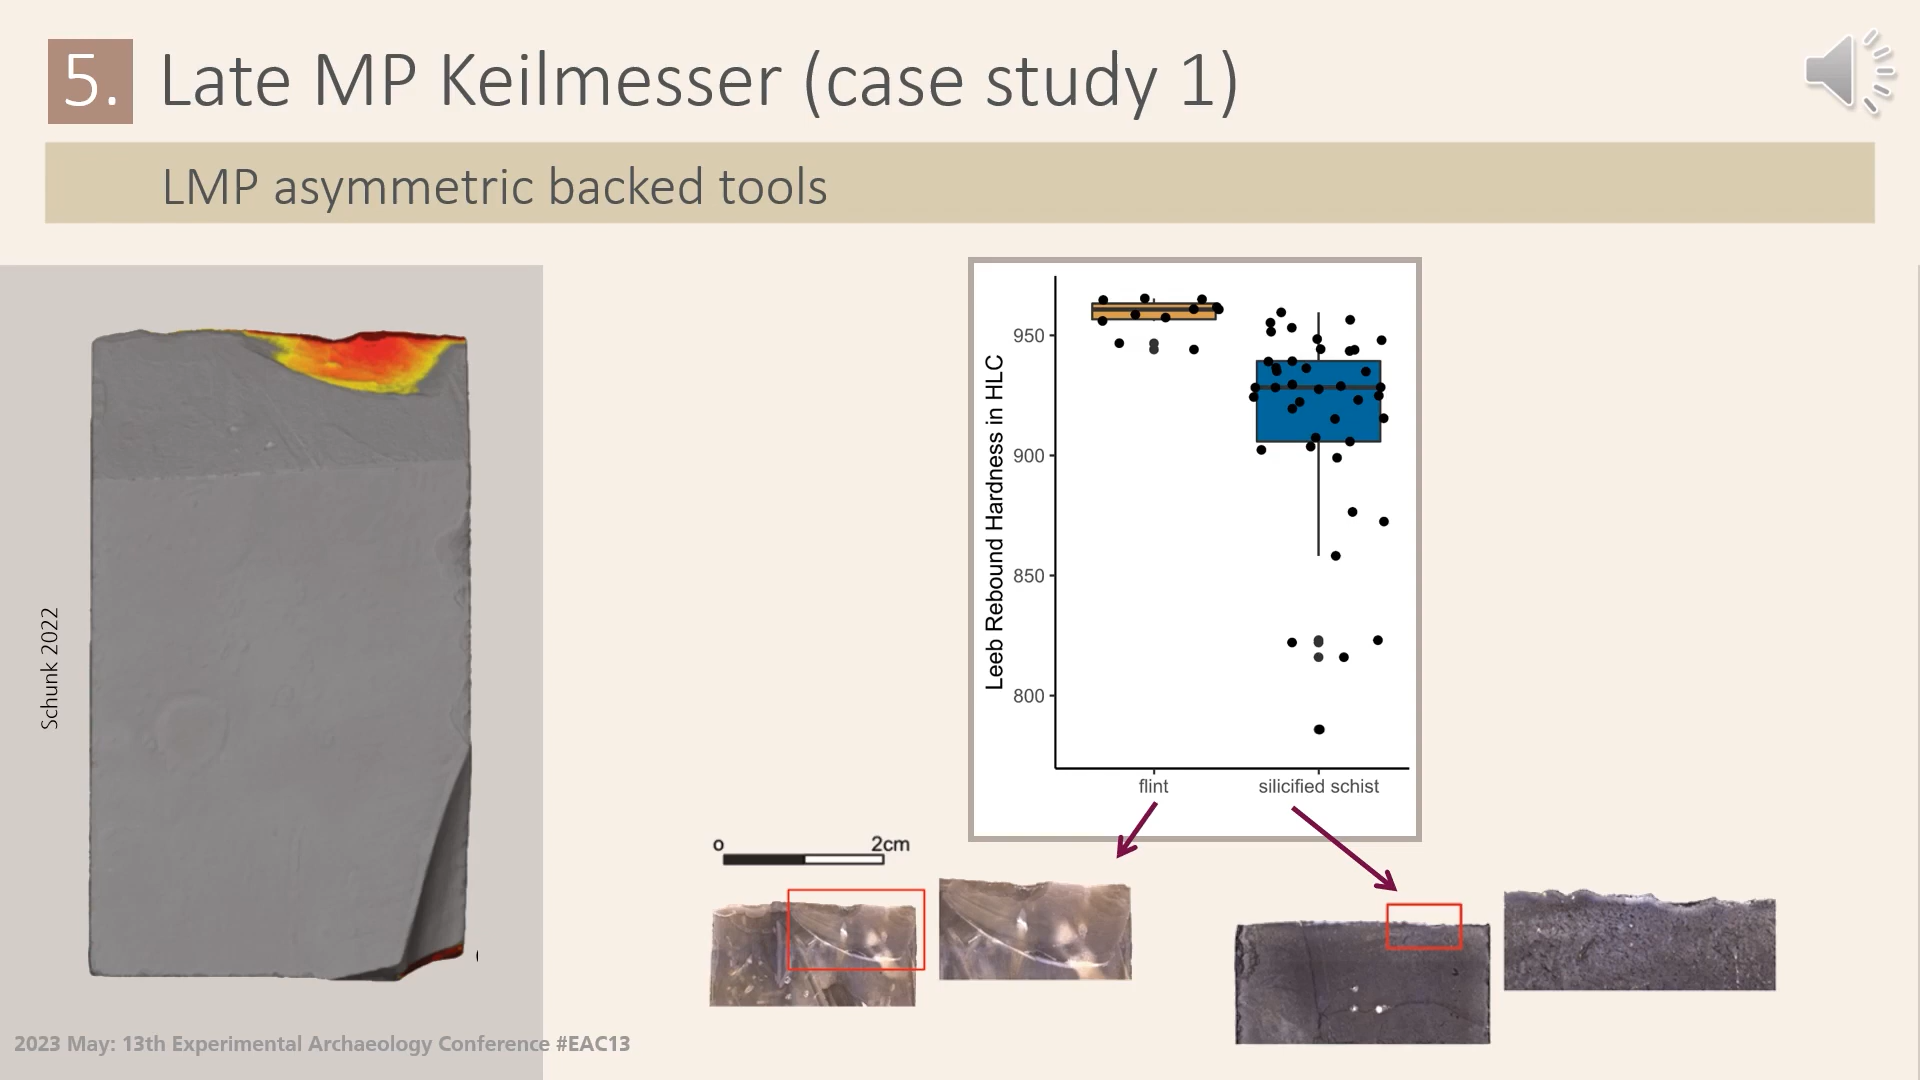 5. Late MP Keilmesser (case study 1)
LMP asymmetric backed tools
Schunk 2022
Leeb Rebound Hardness in HLC
950
900
850
800
flint
silicified schist
0 2cm
2023 May: 13th Experimental Archaeology Conference #EAC13